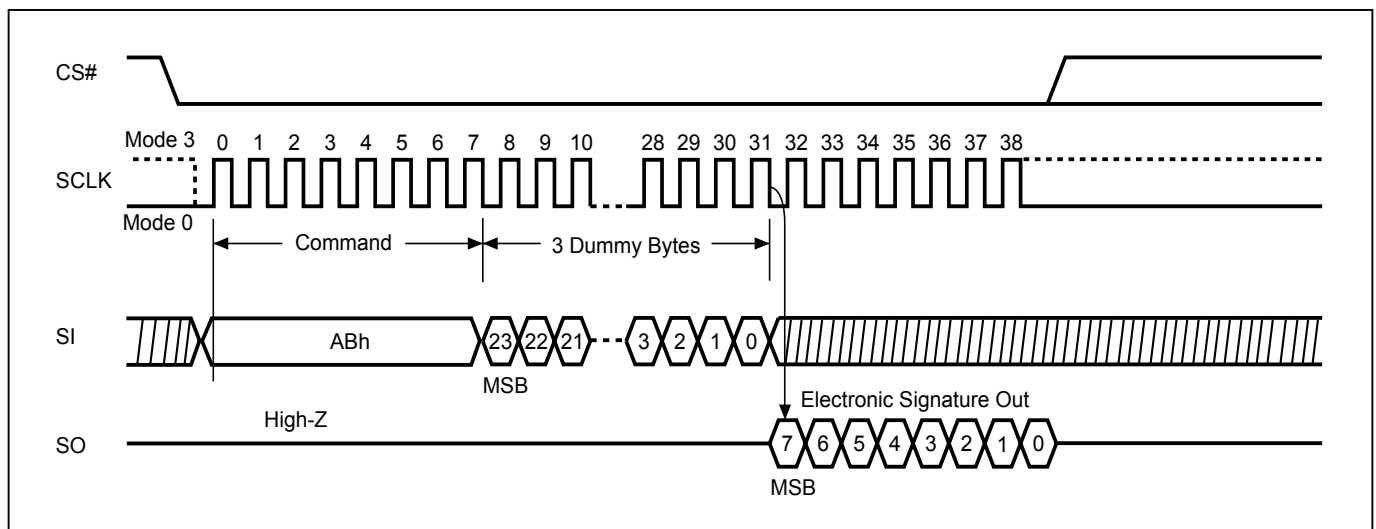 CS#
Mode 3
0 1 2 3 4 5 6 7 8 9 10 28 29 30 31 32 33 34 35 36 37 38
SCLK
Mode 0
Command
3 Dummy Bytes
SI
ABh
23 22 21 3 2 1 0
MSB
Electronic Signature Out
High-Z
SO
7 6 5 4 3 2 1 0
MSB